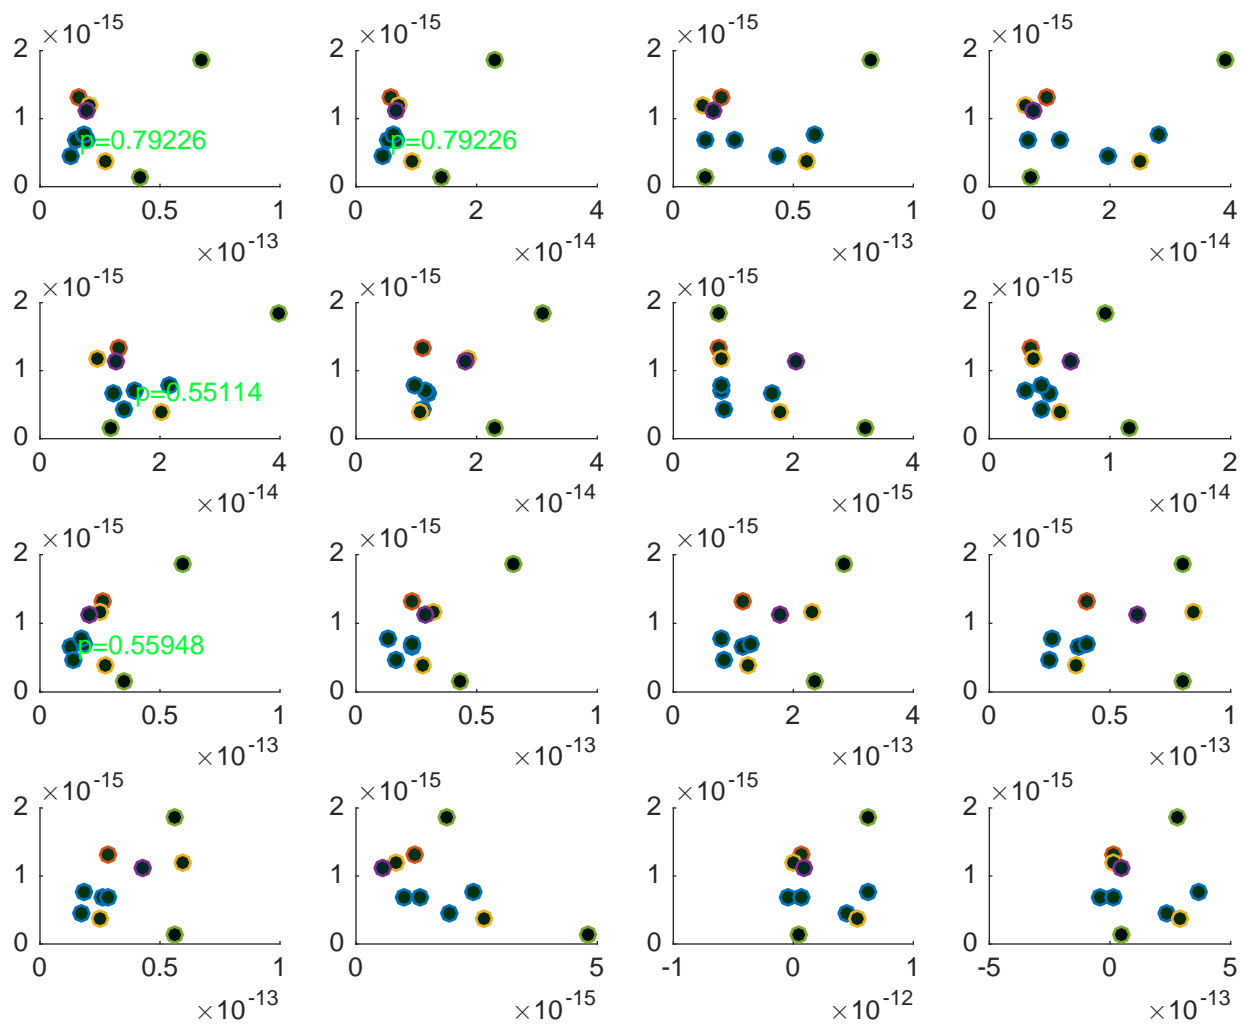 ×10-15 ×10-15 ×10-15 ×10-15
2 2 2 2
1 1 1 1
p=0.79226 p=0.79226
0 0 0 0
0 0.5 1 0 2 4 0 0.5 1 0 2 4
×10-13 ×10-14 ×10-13 ×10-14
×10-15 ×10-15 ×10-15 ×10-15
2 2 2 2
1 1 1 1
p=0.55114
0 0 0 0
0 2 4 0 2 4 0 2 4 0 1 2
×10-14 ×10-14 ×10-15 ×10-14
×10-15 ×10-15 ×10-15 ×10-15
2 2 2 2
1 1 1 1
p=0.55948
0 0 0 0
0 0.5 1 0 0.5 1 0 2 4 0 0.5 1
×10-13 ×10-13 ×10-13 ×10-13
×10-15 ×10-15 ×10-15 ×10-15
2 2 2 2
1 1 1 1
0 0 0 0
0 0.5 1 0 5 -1 0 1 -5 0 5
×10-13 ×10-15 ×10-12 ×10-13